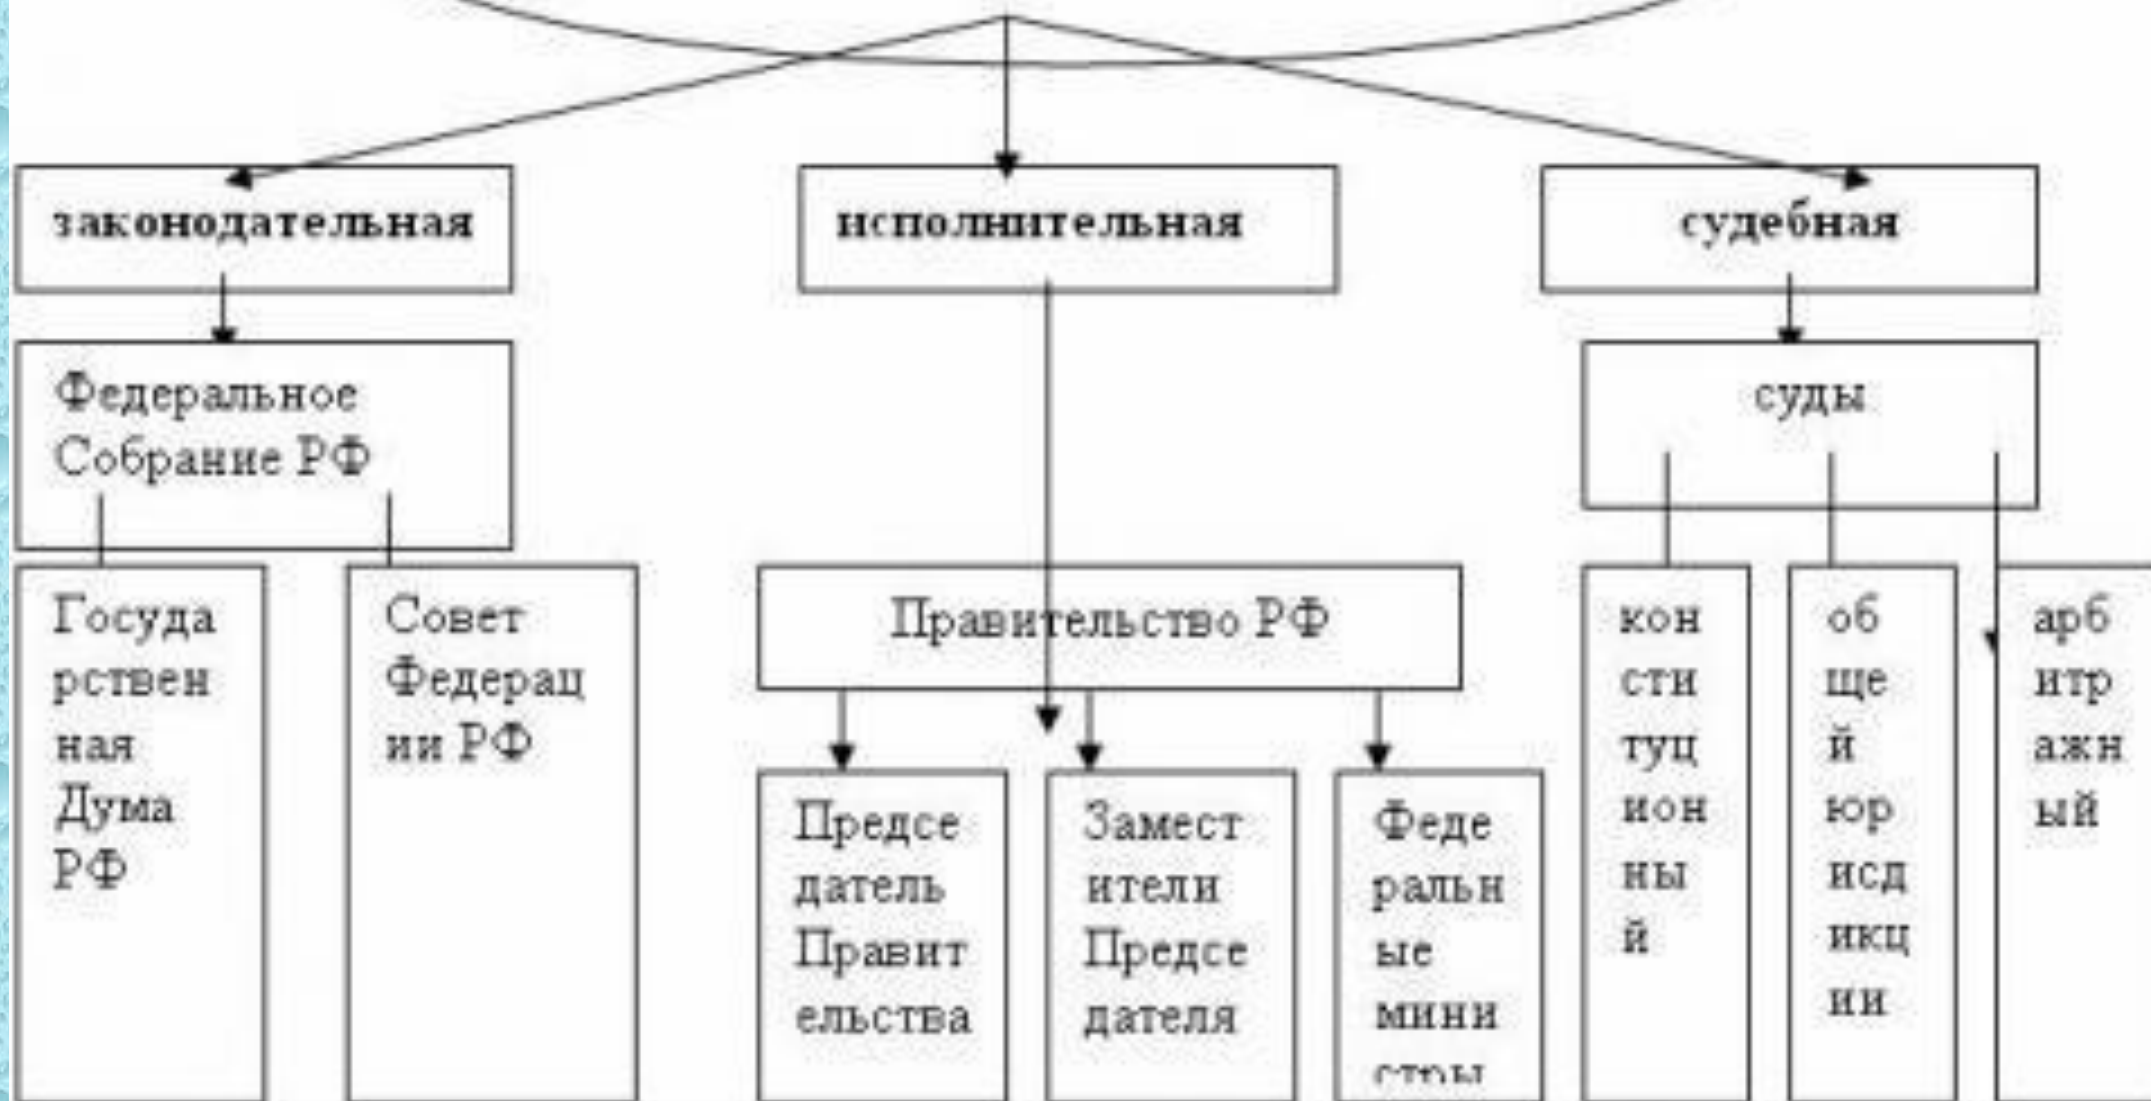 законодательная
исполнительная
судебная
Федеральное
Собрание РФ
суды
Госуда
рствен
ная
Дума
РФ
Совет
Федерац
ии РФ
Правительство РФ
Предсе
датель
Правит
ельства
Замест
ители
Предсе
дателя
Феде
ральн
ые
мини
стры
кон
сти
туц
ион
ны
й
об
ще
й
юр
исд
икц
ии
арб
итр
ажн
ый